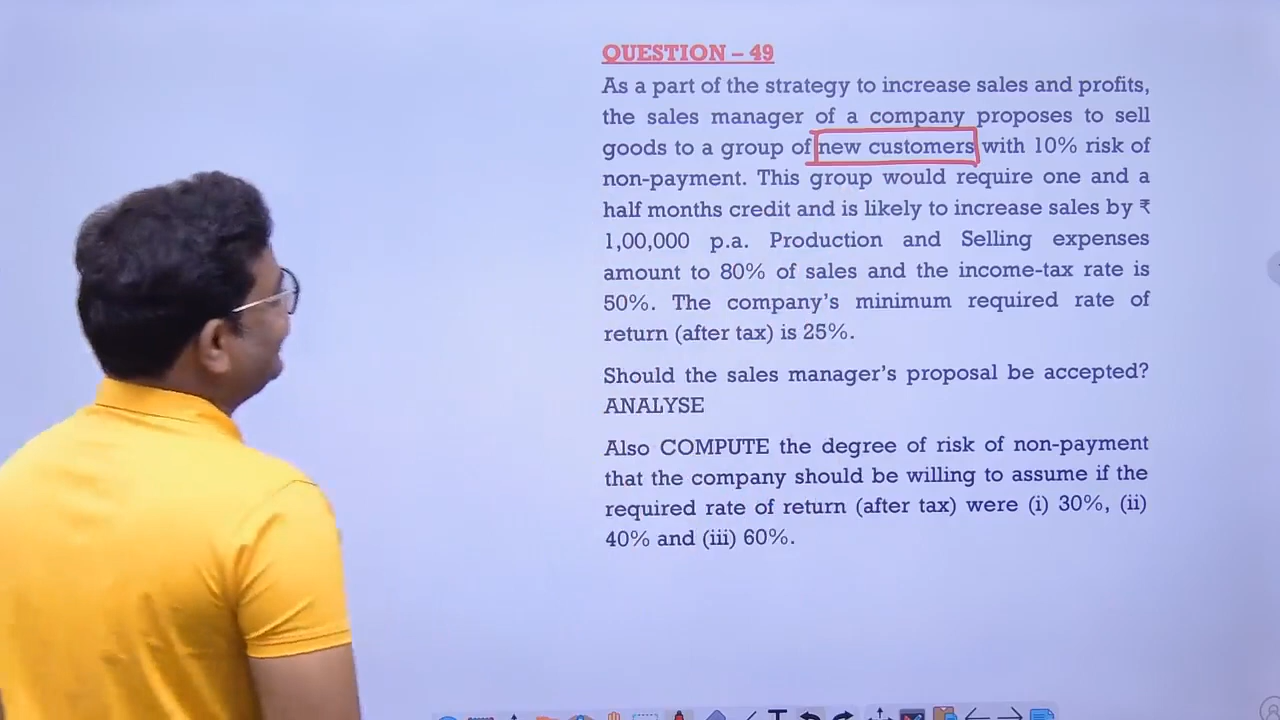 QUESTION – 49
As a part of the strategy to increase sales and profits,
the sales manager of a company proposes to sell
goods to a group of new customers with 10% risk of
non-payment. This group would require one and a
half months credit and is likely to increase sales by ₹
1,00,000 p.a. Production and Selling expenses
amount to 80% of sales and the income-tax rate is
50%. The company's minimum required rate of
return (after tax) is 25%.
Should the sales manager's proposal be accepted?
ANALYSE
Also COMPUTE the degree of risk of non-payment
that the company should be willing to assume if the
required rate of return (after tax) were (i) 30%, (ii)
40% and (iii) 60%.